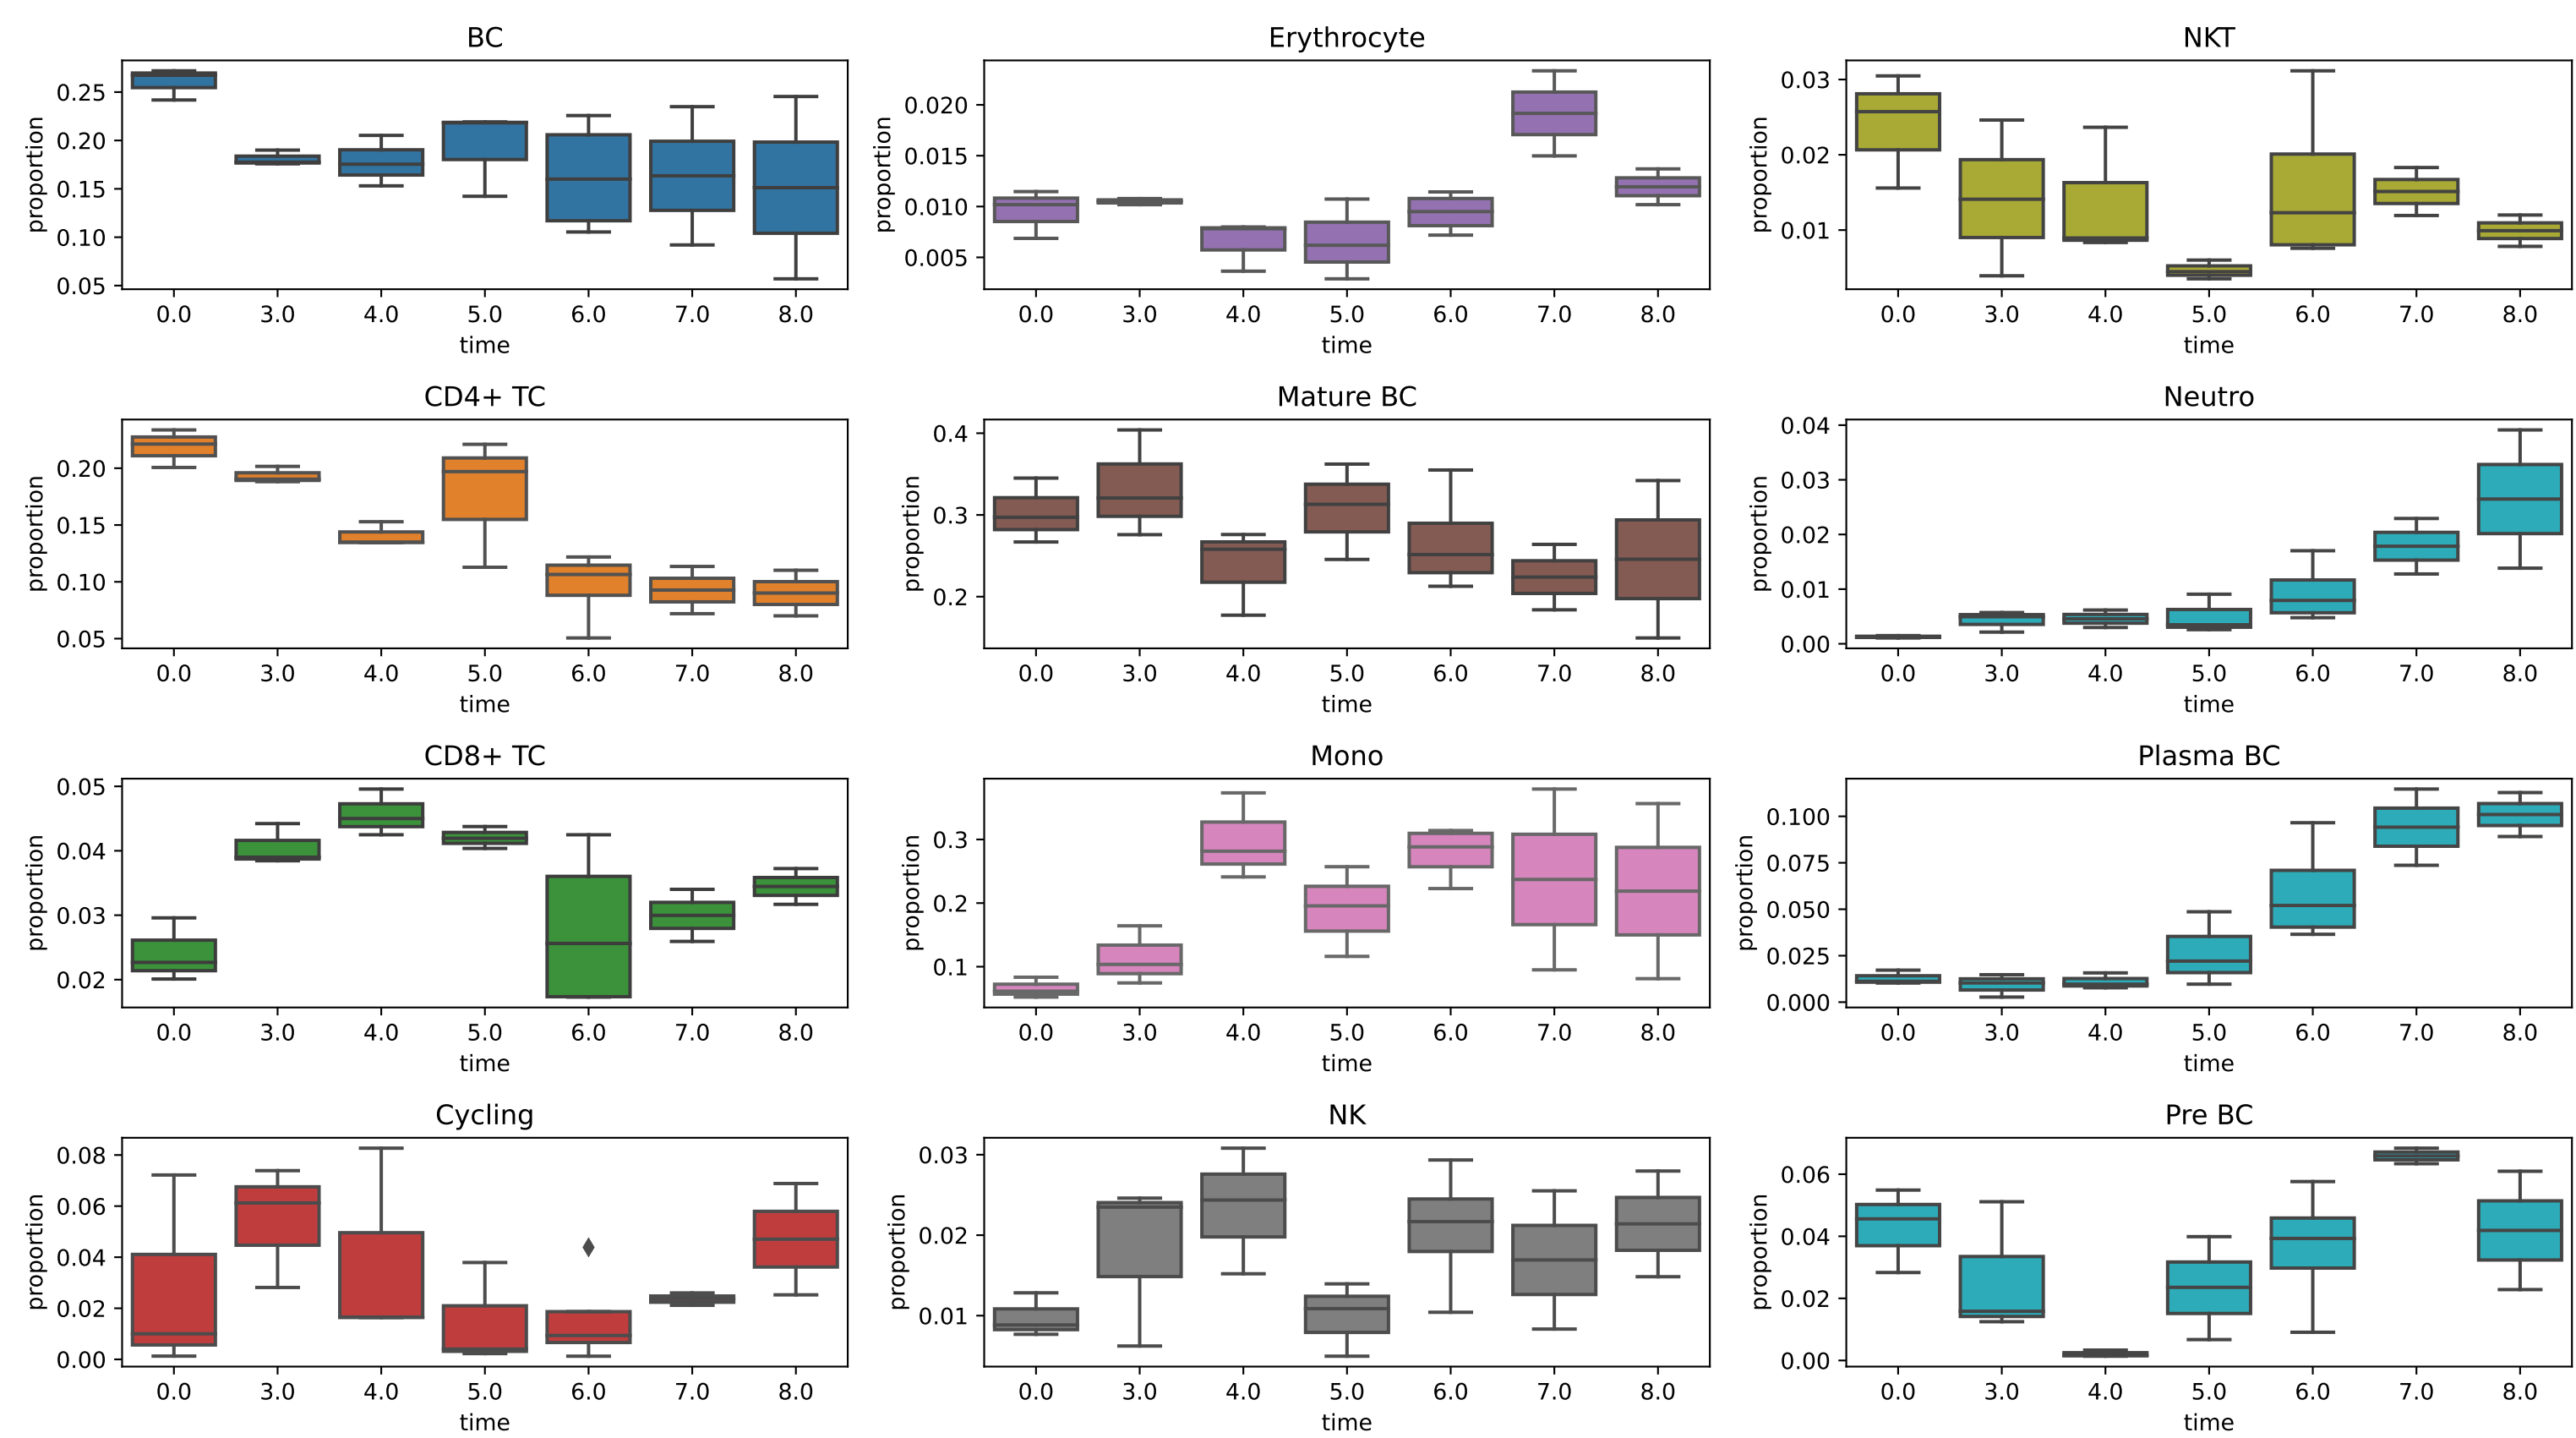 BC
proportion
0.25
0.20
0.15
0.10
0.05
0.0 3.0 4.0 5.0 6.0 7.0 8.0
time
Erythrocyte
proportion
0.020
0.015
0.010
0.005
0.0 3.0 4.0 5.0 6.0 7.0 8.0
time
NKT
proportion
0.03
0.02
0.01
0.0 3.0 4.0 5.0 6.0 7.0 8.0
time
CD4+ TC
proportion
0.20
0.15
0.10
0.05
0.0 3.0 4.0 5.0 6.0 7.0 8.0
time
Mature BC
proportion
0.4
0.3
0.2
0.0 3.0 4.0 5.0 6.0 7.0 8.0
time
Neutro
proportion
0.04
0.03
0.02
0.01
0.00
0.0 3.0 4.0 5.0 6.0 7.0 8.0
time
CD8+ TC
proportion
0.05
0.04
0.03
0.02
0.0 3.0 4.0 5.0 6.0 7.0 8.0
time
Mono
proportion
0.3
0.2
0.1
0.0 3.0 4.0 5.0 6.0 7.0 8.0
time
Plasma BC
proportion
0.100
0.075
0.050
0.025
0.000
0.0 3.0 4.0 5.0 6.0 7.0 8.0
time
Cycling
proportion
0.08
0.06
0.04
0.02
0.00
0.0 3.0 4.0 5.0 6.0 7.0 8.0
time
NK
proportion
0.03
0.02
0.01
0.0 3.0 4.0 5.0 6.0 7.0 8.0
time
Pre BC
proportion
0.06
0.04
0.02
0.00
0.0 3.0 4.0 5.0 6.0 7.0 8.0
time